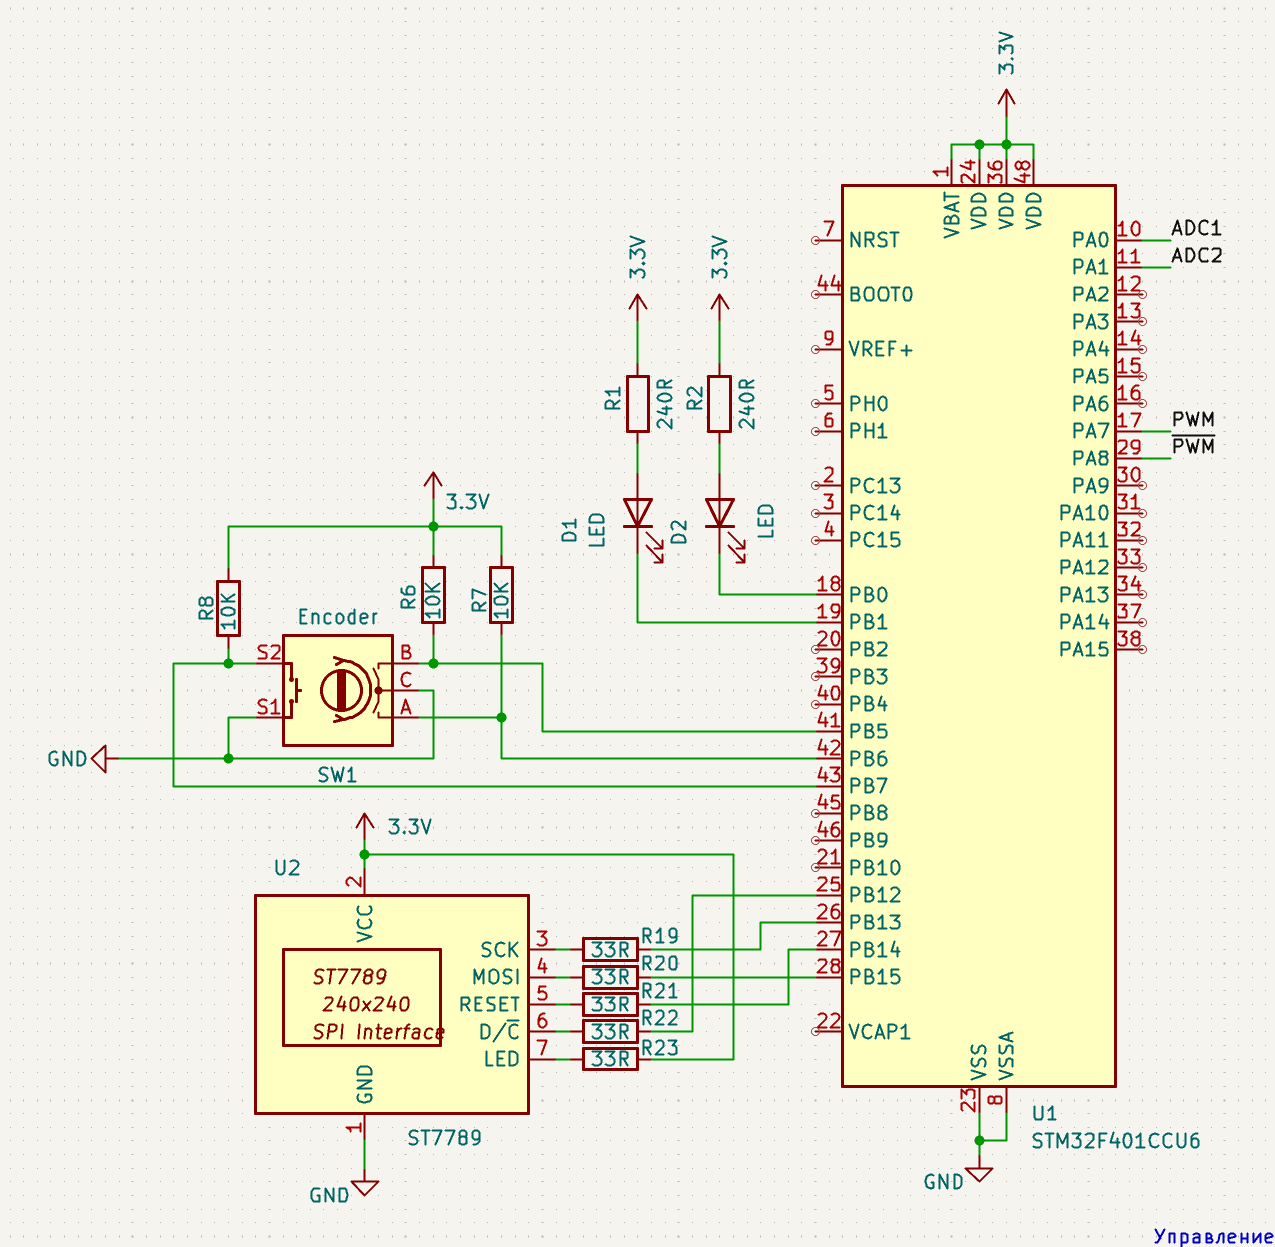 3.3V
1
24
36
48
VBAT
VDD
VDD
VDD
7 NRST
44 BOOT0
9 VREF+
5 PH0
6 PH1
2 PC13
3 PC14
4 PC15
18 PB0
19 PB1
20 PB2
39 PB3
40 PB4
41 PB5
42 PB6
43 PB7
45 PB8
46 PB9
21 PB10
25 PB12
26 PB13
27 PB14
28 PB15
22 VCAP1
PA0 10 ADC1
PA1 11 ADC2
PA2 12
PA3 13
PA4 14
PA5 15
PA6 16
PA7 17 PWM
PA8 29 PWM
PA9 30
PA10 31
PA11 32
PA12 33
PA13 34
PA14 37
PA15 38
VSS
VSSA
23
8
U1
STM32F401CCU6
GND
3.3V
3.3V
R1
240R
R2
240R
D1
LED
D2
LED
3.3V
R8
10K
R6
10K
R7
10K
Encoder
S2
S1
B
C
A
GND
SW1
3.3V
U2
2
VCC
ST7789
240x240
SPI Interface
SCK 3 33R R19
MOSI 4 33R R20
RESET 5 33R R21
D/C 6 33R R22
LED 7 33R R23
GND
1
ST7789
GND
Управление